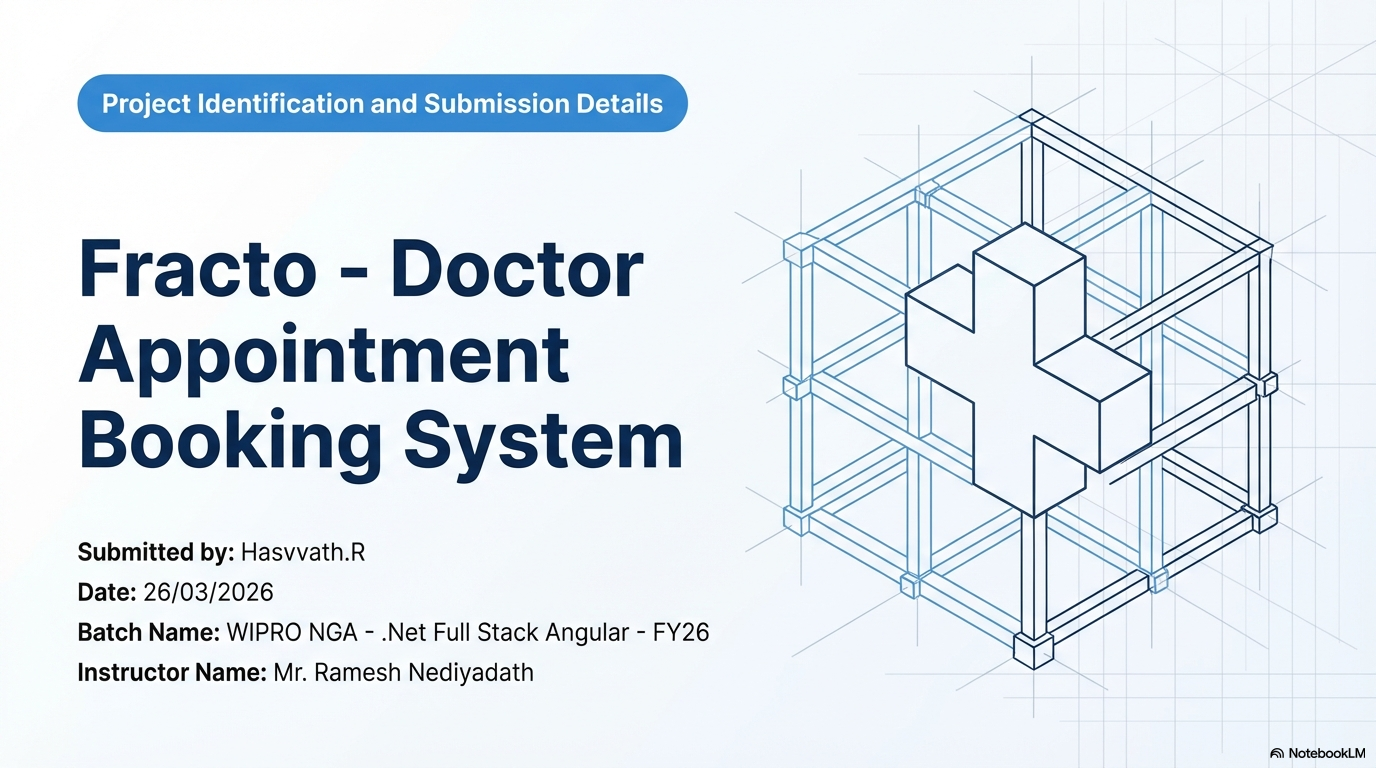 Project Identification and Submission Details
Fracto - Doctor
Appointment
Booking System
Submitted by: Hasvvath.R
Date: 26/03/2026
Batch Name: WIPRO NGA - .Net Full Stack Angular - FY26
Instructor Name: Mr. Ramesh Nediyadath
NotebookLM